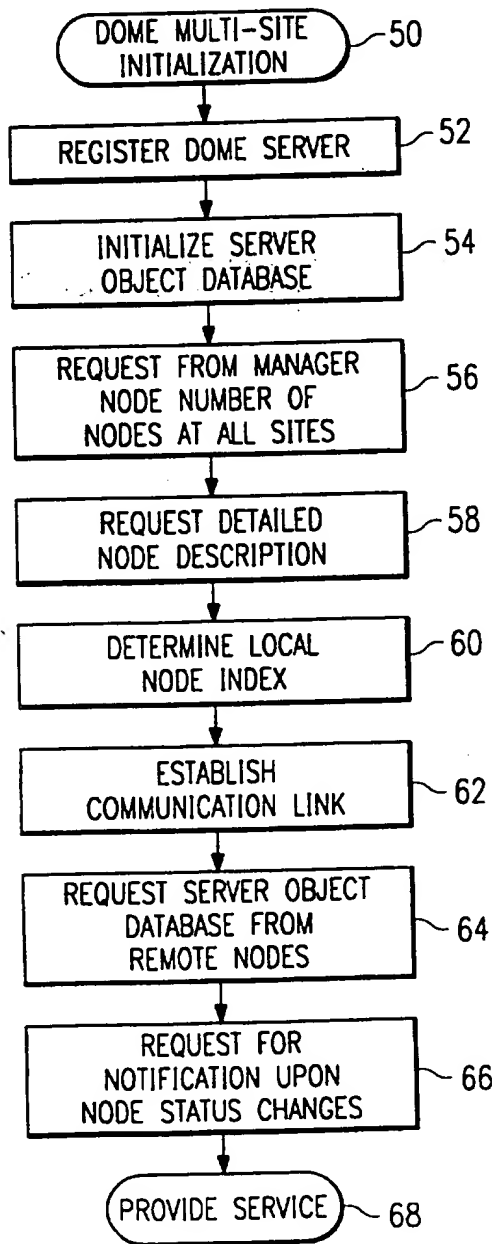 DOME MULTI-SITE
INITIALIZATION
50
REGISTER DOME SERVER
52
INITIALIZE SERVER
OBJECT DATABASE
54
REQUEST FROM MANAGER
NODE NUMBER OF
NODES AT ALL SITES
56
REQUEST DETAILED
NODE DESCRIPTION
58
DETERMINE LOCAL
NODE INDEX
60
ESTABLISH
COMMUNICATION LINK
62
REQUEST SERVER OBJECT
DATABASE FROM
REMOTE NODES
64
REQUEST FOR
NOTIFICATION UPON
NODE STATUS CHANGES
66
PROVIDE SERVICE
68